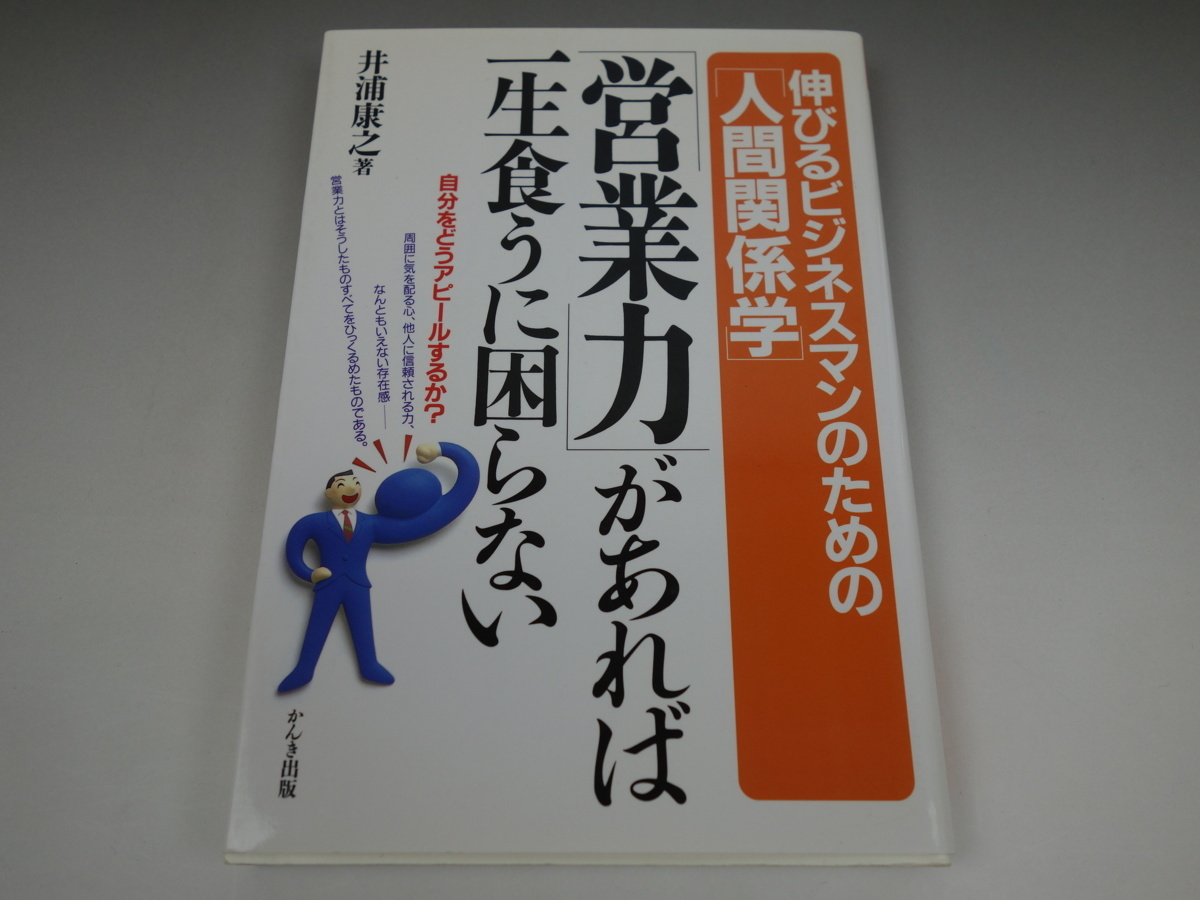 伸びるビジネスマンのための
「人間関係学」
「営業力」があれば
一生食うに困らない
自分をどうアピールするか?
周囲に気を配る心、他人に信頼される力、
なんともいえない存在感――
営業力とはそうしたものすべてをひっくるめたものである。
井浦康之 著
かんき出版